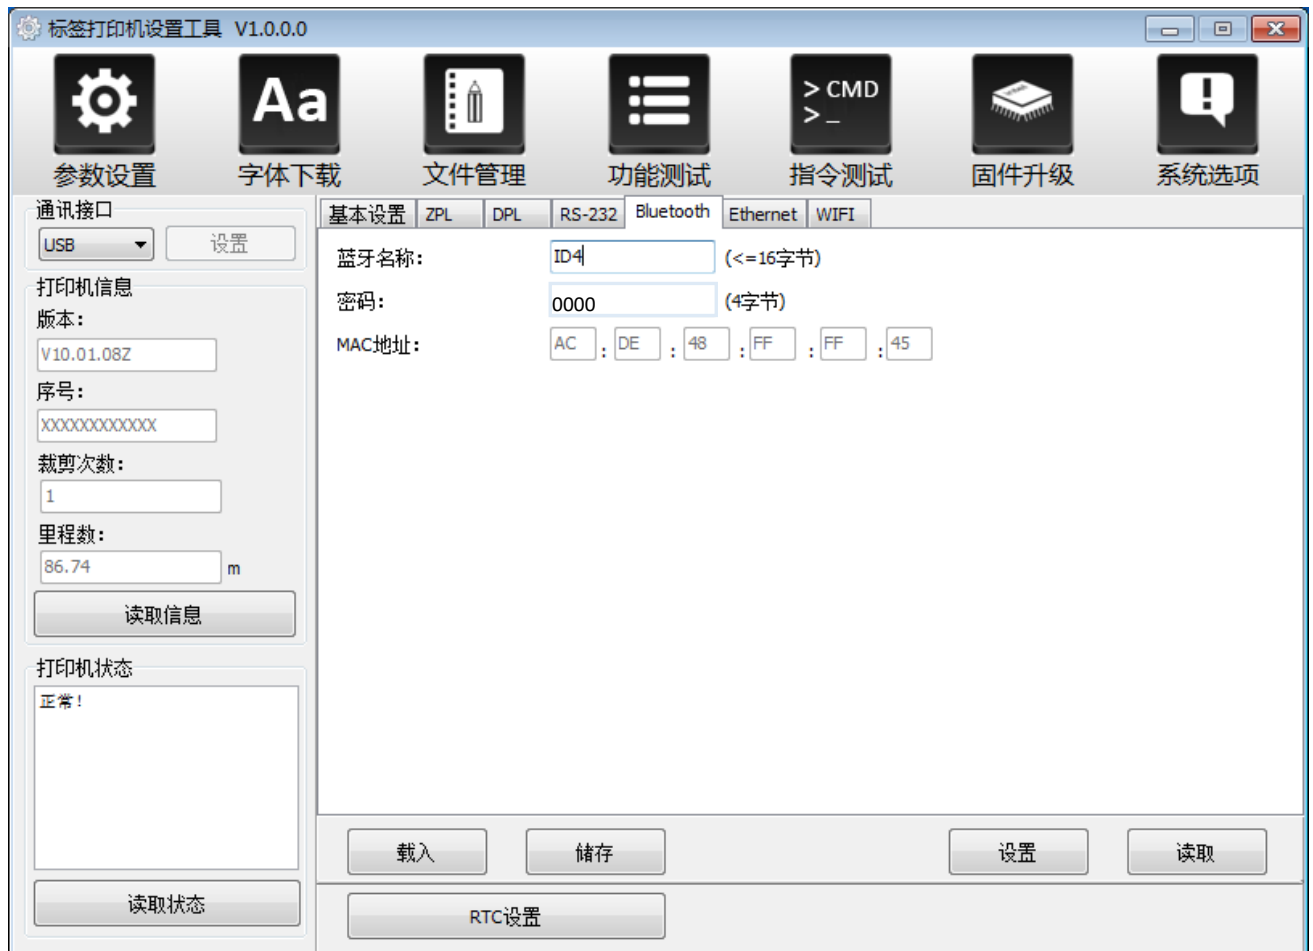 标签打印机设置工具 V1.0.0.0
Aa
> CMD
> _
参数设置 字体下载 文件管理 功能测试 指令测试 固件升级 系统选项
通讯接口
USB 设置
打印机信息
版本：
V10.01.08Z
序号：
XXXXXXXXXXXX
裁剪次数：
1
里程数：
86.74 m
读取信息
打印机状态
正常！
读取状态
基本设置 ZPL DPL RS-232 Bluetooth Ethernet WIFI
蓝牙名称： ID4 (<=16字节)
密码： 0000 (4字节)
MAC地址： AC : DE : 48 : FF : FF : 45
载入 储存 设置 读取
RTC设置